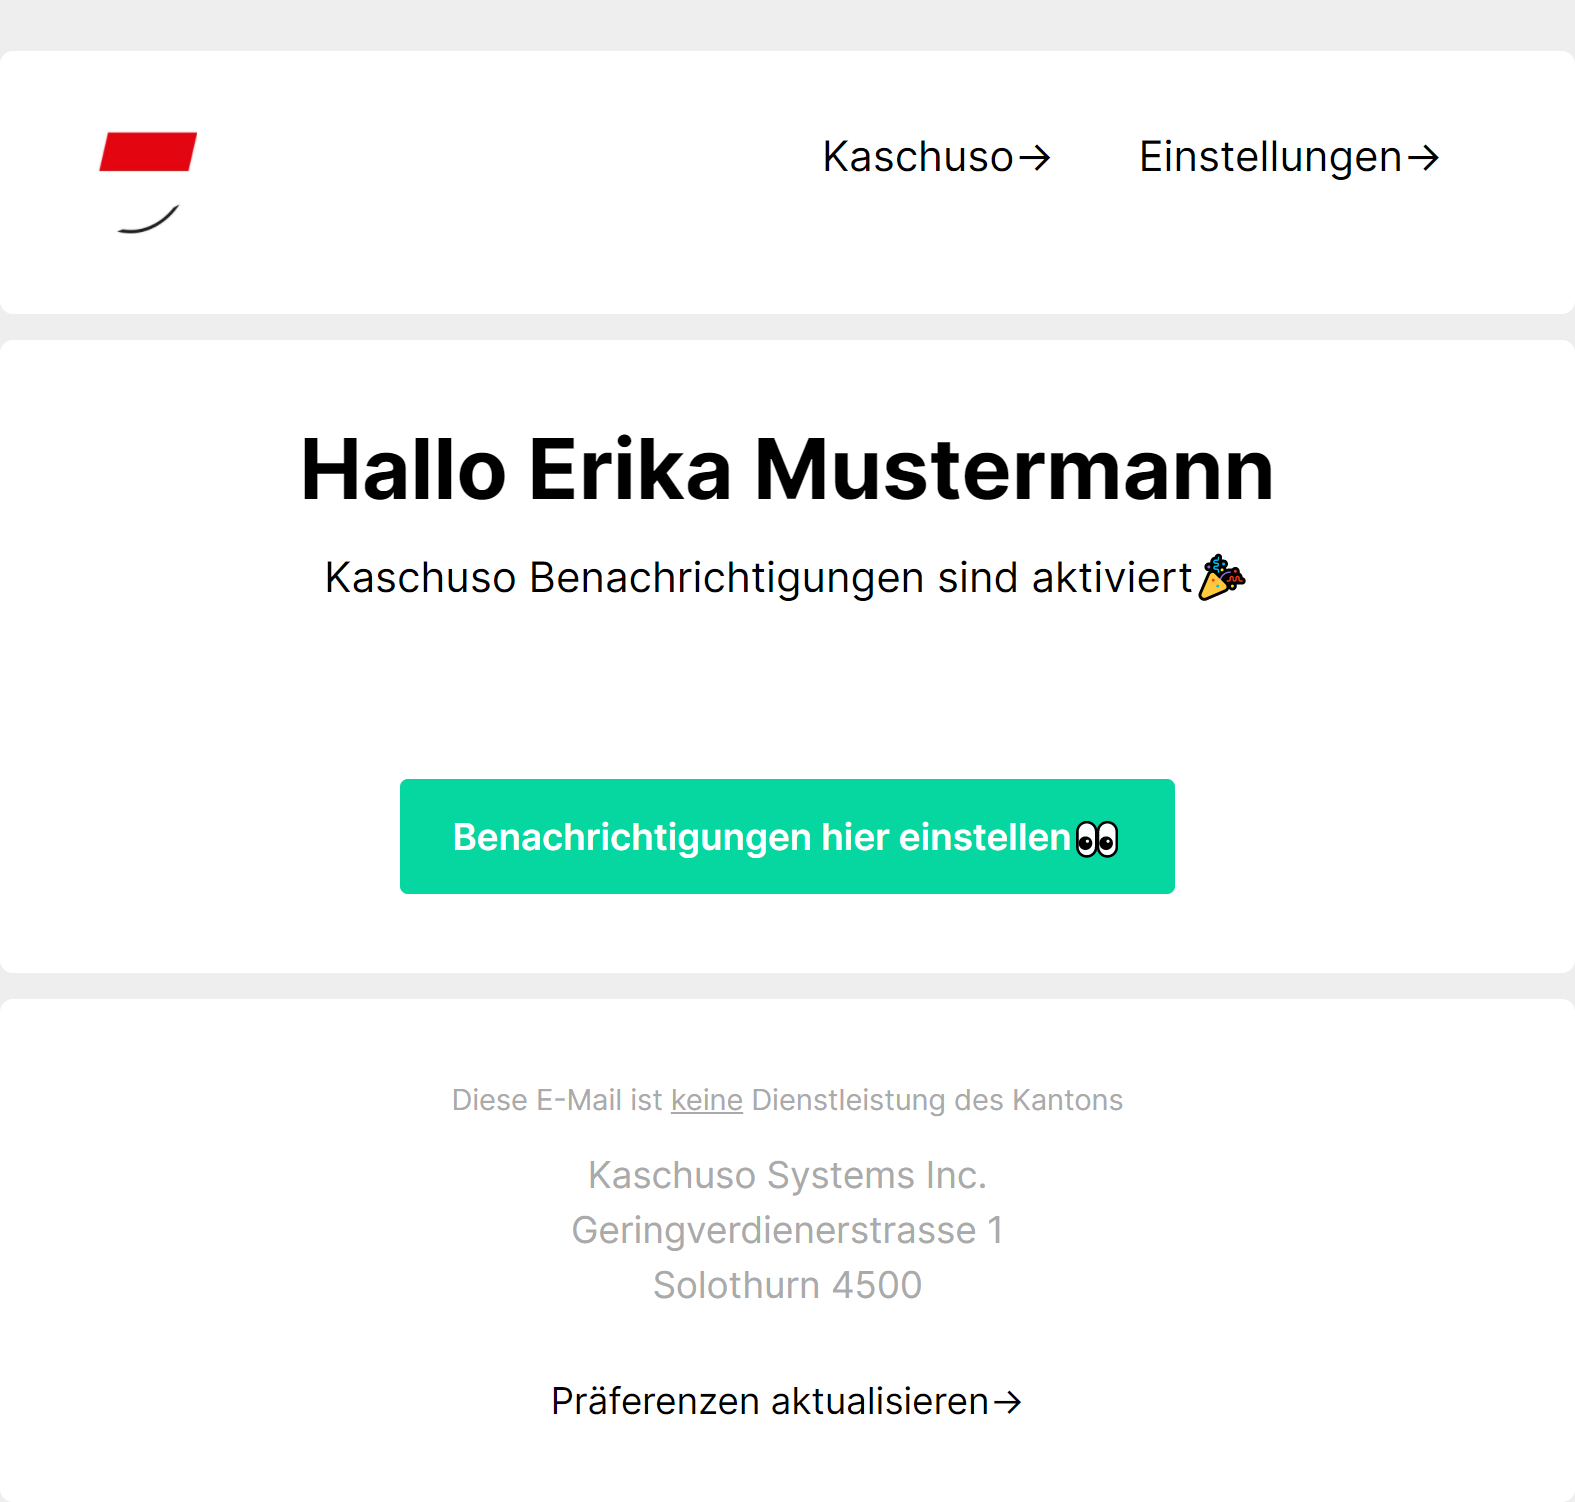 Kaschuso→ Einstellungen→
Hallo Erika Mustermann
Kaschuso Benachrichtigungen sind aktiviert🎉
Benachrichtigungen hier einstellen👀
Diese E-Mail ist keine Dienstleistung des Kantons
Kaschuso Systems Inc.
Geringverdienerstrasse 1
Solothurn 4500
Präferenzen aktualisieren→